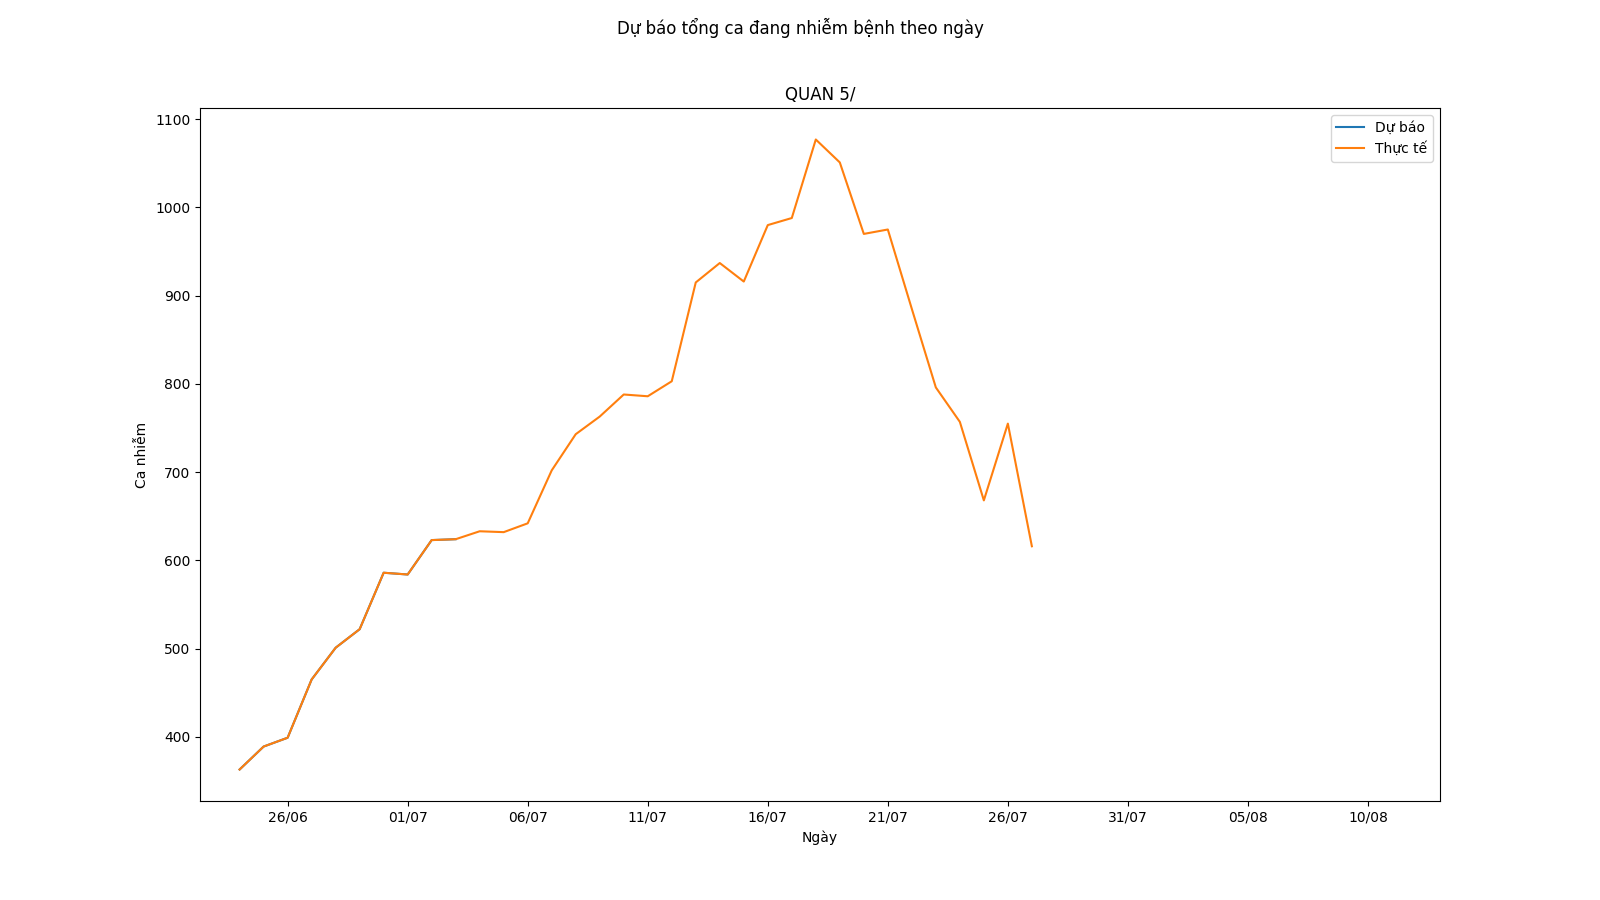 Dự báo tổng ca đang nhiễm bệnh theo ngày
QUAN 5/
Dự báo
Thực tế
1100
1000
900
800
700
600
500
400
Ca nhiễm
26/06 01/07 06/07 11/07 16/07 21/07 26/07 31/07 05/08 10/08
Ngày